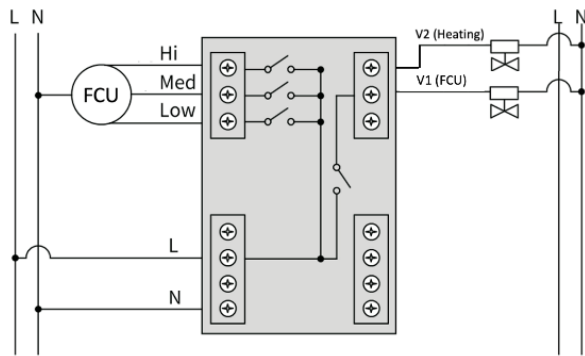 L N
L N
V2 (Heating)
Hi
Med
V1 (FCU)
FCU
Low
L
N